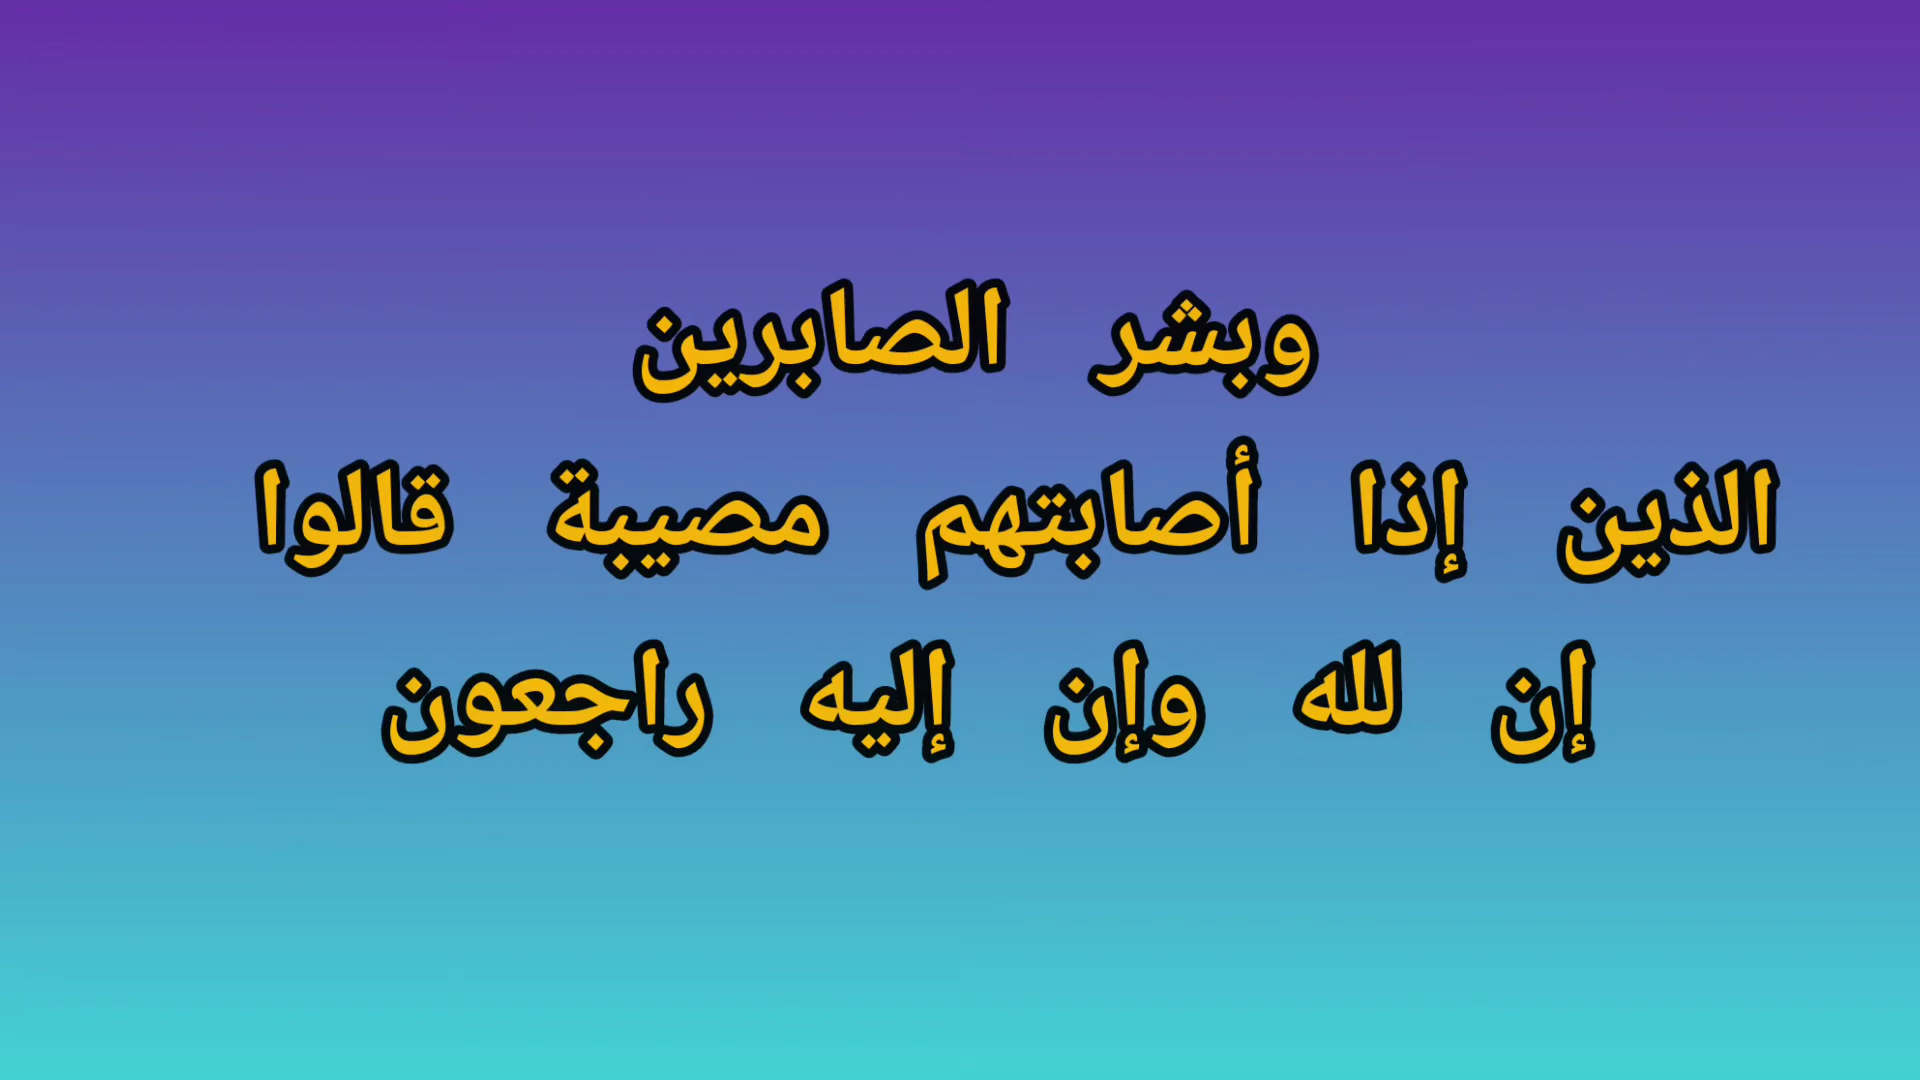 وبشر الصابرين
الذين إذا أصابتهم مصيبة قالوا
إن لله وإن إليه راجعون